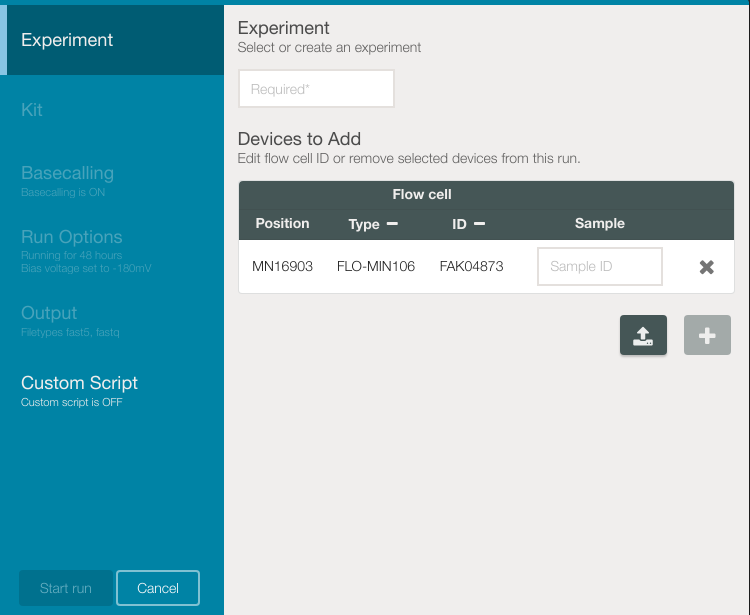 Experiment
Kit
Basecalling
Basecalling is ON
Run Options
Running for 48 hours
Bias voltage set to -180mV
Output
Filetypes fast5, fastq
Custom Script
Custom script is OFF
Start run
Cancel
Experiment
Select or create an experiment
Required*
Devices to Add
Edit flow cell ID or remove selected devices from this run.
Flow cell
Position Type ID Sample
MN16903 FLO-MIN106 FAK04873 Sample ID